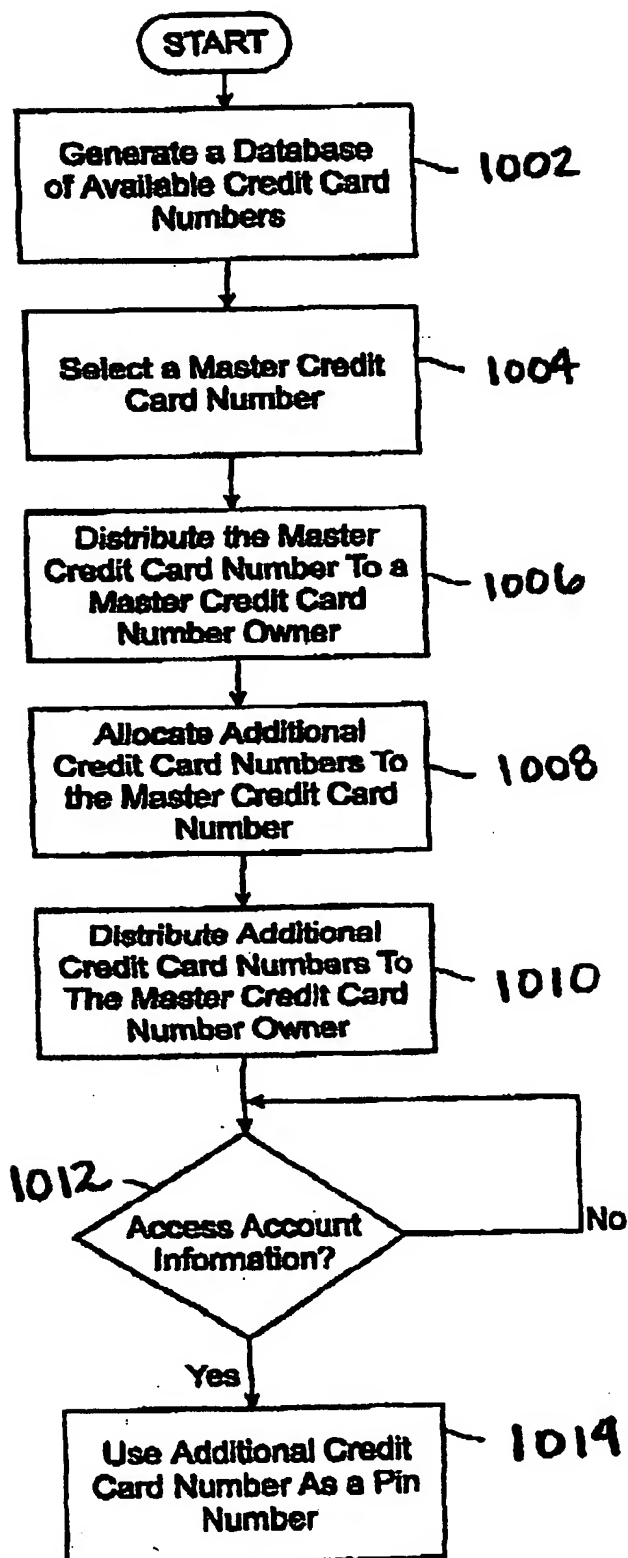 START
Generate a Database
of Available Credit Card
Numbers
1002
Select a Master Credit
Card Number
1004
Distribute the Master
Credit Card Number To a
Master Credit Card
Number Owner
1006
Allocate Additional
Credit Card Numbers To
the Master Credit Card
Number
1008
Distribute Additional
Credit Card Numbers To
The Master Credit Card
Number Owner
1010
1012
Access Account
Information?
No
Yes
Use Additional Credit
Card Number As a Pin
Number
1014